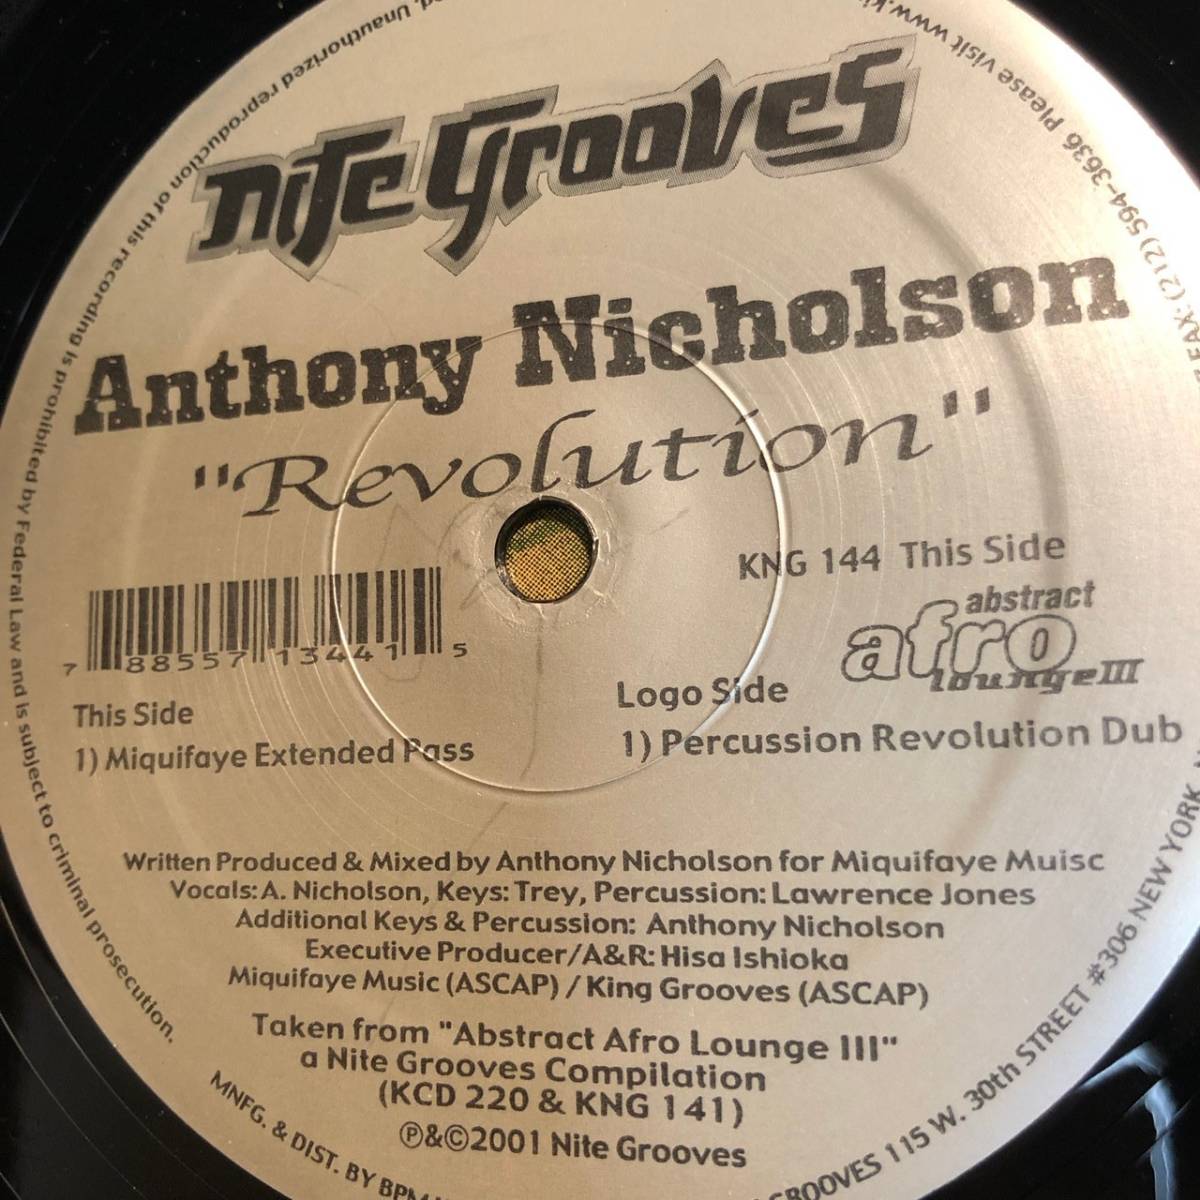 Nite Grooves
Anthony Nicholson
"Revolution"
KNG 144 This Side
abstract
afro
lounge III
7 88557 13441 5
This Side
1) Miquifaye Extended Pass
Logo Side
1) Percussion Revolution Dub
Written Produced & Mixed by Anthony Nicholson for Miquifaye Muisc
Vocals: A. Nicholson, Keys: Trey, Percussion: Lawrence Jones
Additional Keys & Percussion: Anthony Nicholson
Executive Producer/A&R: Hisa Ishioka
Miquifaye Music (ASCAP) / King Grooves (ASCAP)
Taken from "Abstract Afro Lounge III"
a Nite Grooves Compilation
(KCD 220 & KNG 141)
℗&©2001 Nite Grooves
MNFG. & DIST. BY BPM
GROOVES 115 W. 30th STREET #306 NEW YORK,
FAX: (212) 594-3636 Please visit www.ki
Unauthorized reproduction of this recording is prohibited by Federal Law and is subject to criminal prosecution.